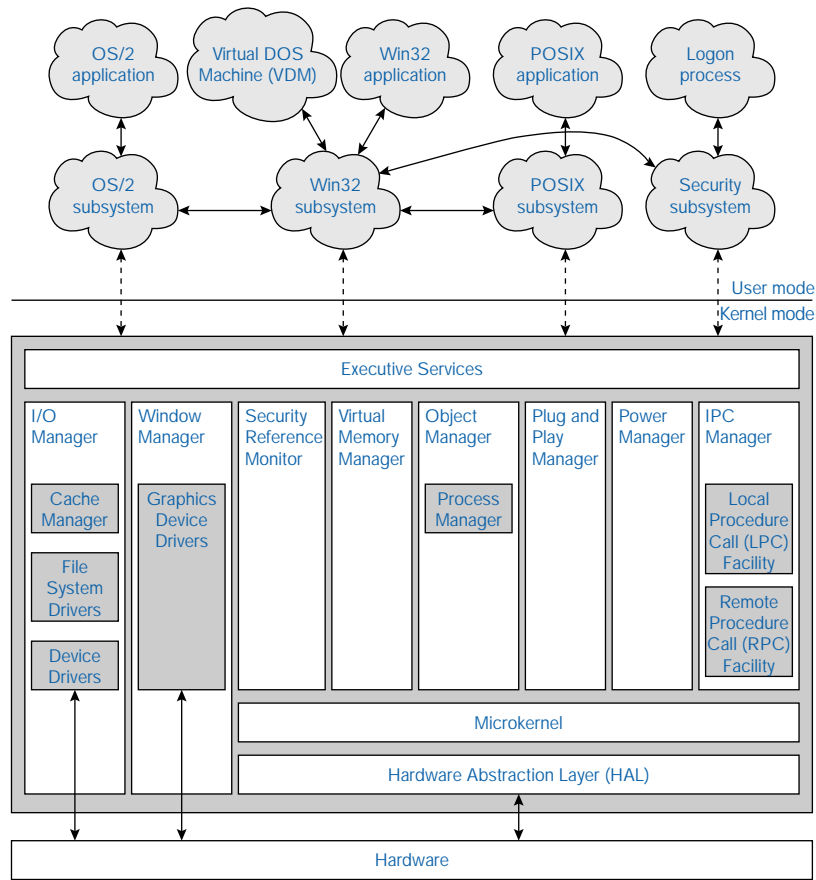 OS/2
application
Virtual DOS
Machine (VDM)
Win32
application
POSIX
application
Logon
process
OS/2
subsystem
Win32
subsystem
POSIX
subsystem
Security
subsystem
User mode
Kernel mode
Executive Services
I/O
Manager
Window
Manager
Security
Reference
Monitor
Virtual
Memory
Manager
Object
Manager
Plug and
Play
Manager
Power
Manager
IPC
Manager
Cache
Manager
File
System
Drivers
Device
Drivers
Graphics
Device
Drivers
Process
Manager
Local
Procedure
Call (LPC)
Facility
Remote
Procedure
Call (RPC)
Facility
Microkernel
Hardware Abstraction Layer (HAL)
Hardware